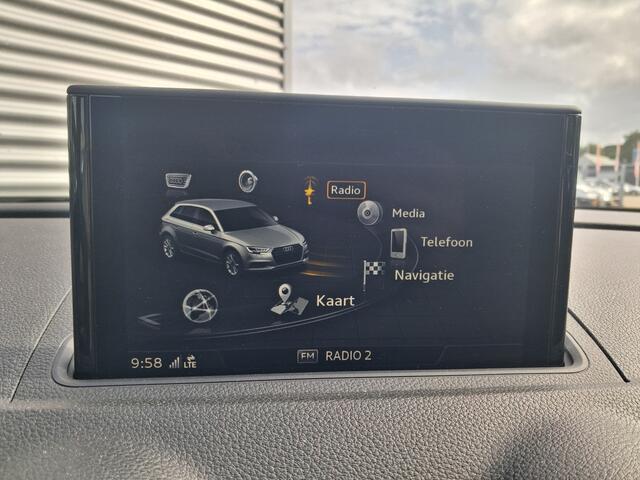 Radio
Media
Telefoon
Navigatie
Kaart
9:58 LTE
FM RADIO 2